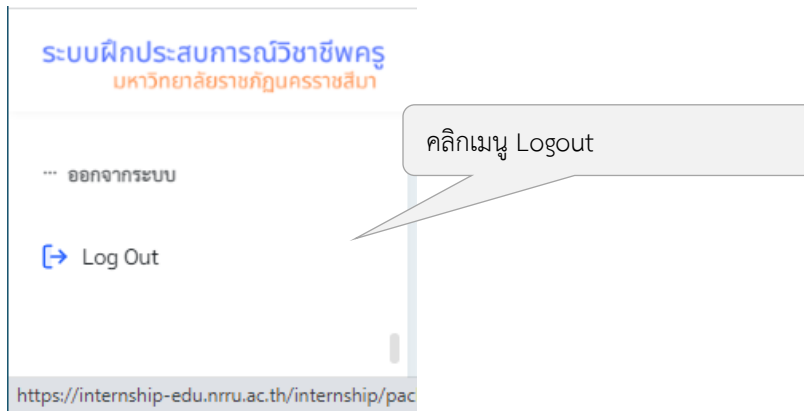 ระบบฝึกประสบการณ์วิชาชีพครู
มหาวิทยาลัยราชภัฏนครราชสีมา
คลิกเมนู Logout
... ออกจากระบบ
Log Out
https://internship-edu.nrru.ac.th/internship/pac